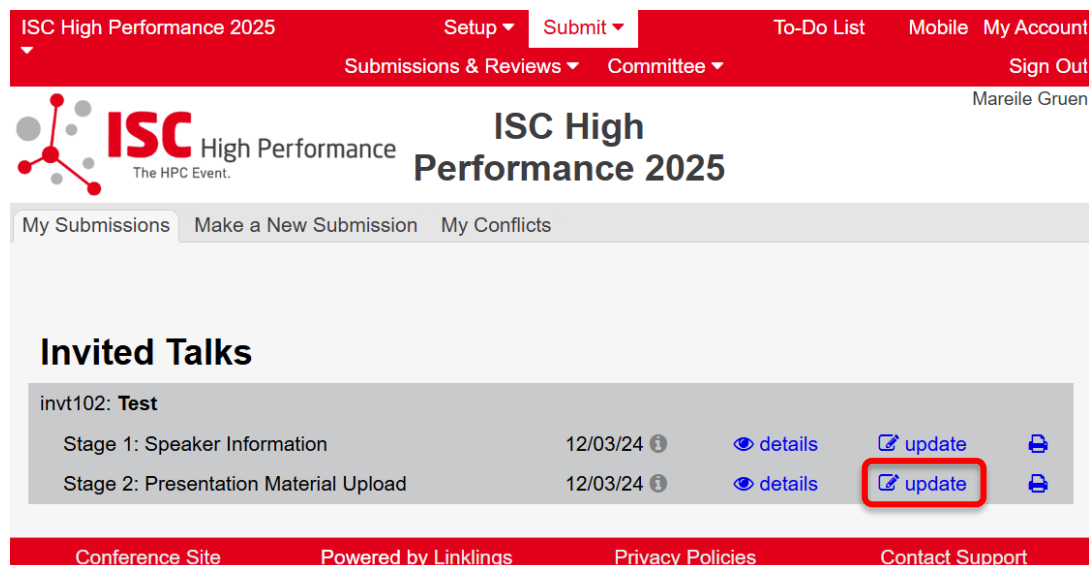 ISC High Performance 2025 Setup Submit To-Do List Mobile My Account
Submissions & Reviews Committee Sign Out
Mareile Gruen
ISC High Performance
The HPC Event.
ISC High
Performance 2025
My Submissions Make a New Submission My Conflicts
Invited Talks
invt102: Test
Stage 1: Speaker Information 12/03/24 details update
Stage 2: Presentation Material Upload 12/03/24 details update
Conference Site Powered by Linklings Privacy Policies Contact Support